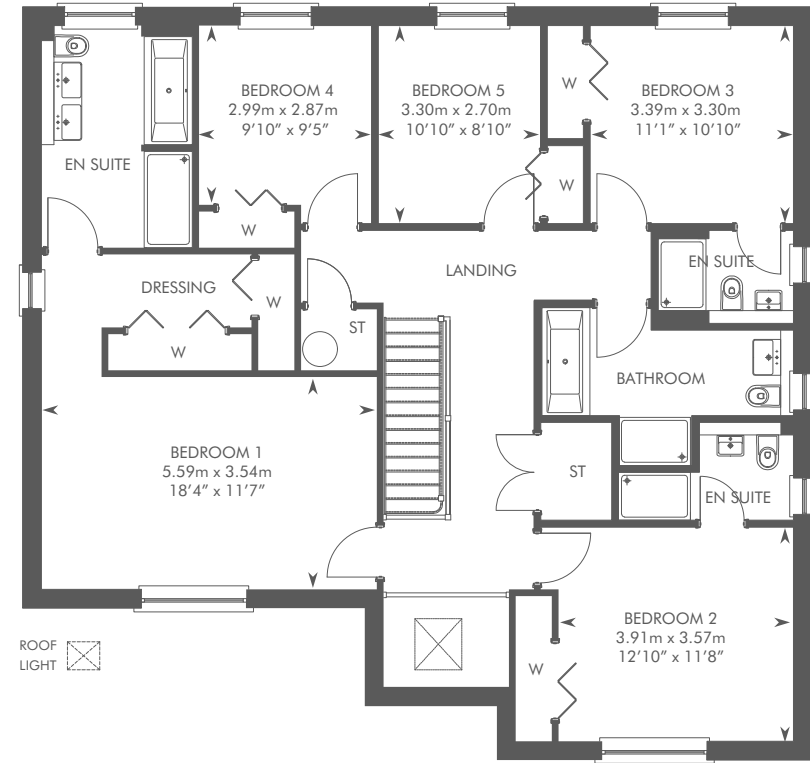 BEDROOM 4
2.99m x 2.87m
9'10" x 9'5"
BEDROOM 5
3.30m x 2.70m
10'10" x 8'10"
W
BEDROOM 3
3.39m x 3.30m
11'1" x 10'10"
EN SUITE
W
W
LANDING
EN SUITE
DRESSING
W
ST
W
BATHROOM
BEDROOM 1
5.59m x 3.54m
18'4" x 11'7"
ST
EN SUITE
BEDROOM 2
3.91m x 3.57m
12'10" x 11'8"
W
ROOF
LIGHT